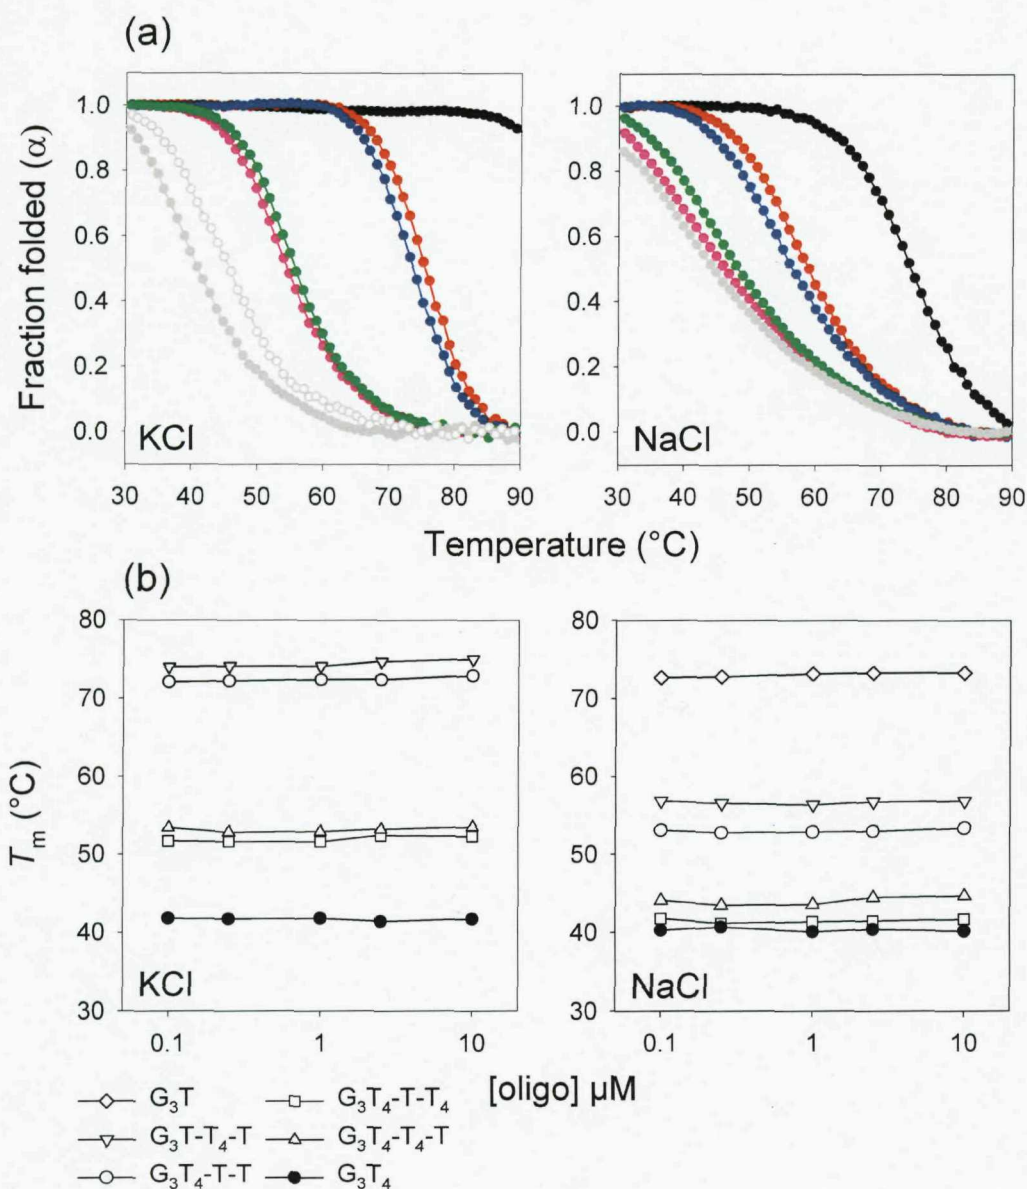 (a)
Fraction folded (α)
1.0
0.8
0.6
0.4
0.2
0.0
KCl
30 40 50 60 70 80 90
1.0
0.8
0.6
0.4
0.2
0.0
NaCl
30 40 50 60 70 80 90
Temperature (°C)
(b)
Tm (°C)
80
70
60
50
40
30
KCl
0.1 1 10
80
70
60
50
40
30
NaCl
0.1 1 10
[oligo] µM
G3T
G3T-T4-T
G3T4-T-T
G3T4-T-T4
G3T4-T4-T
G3T4